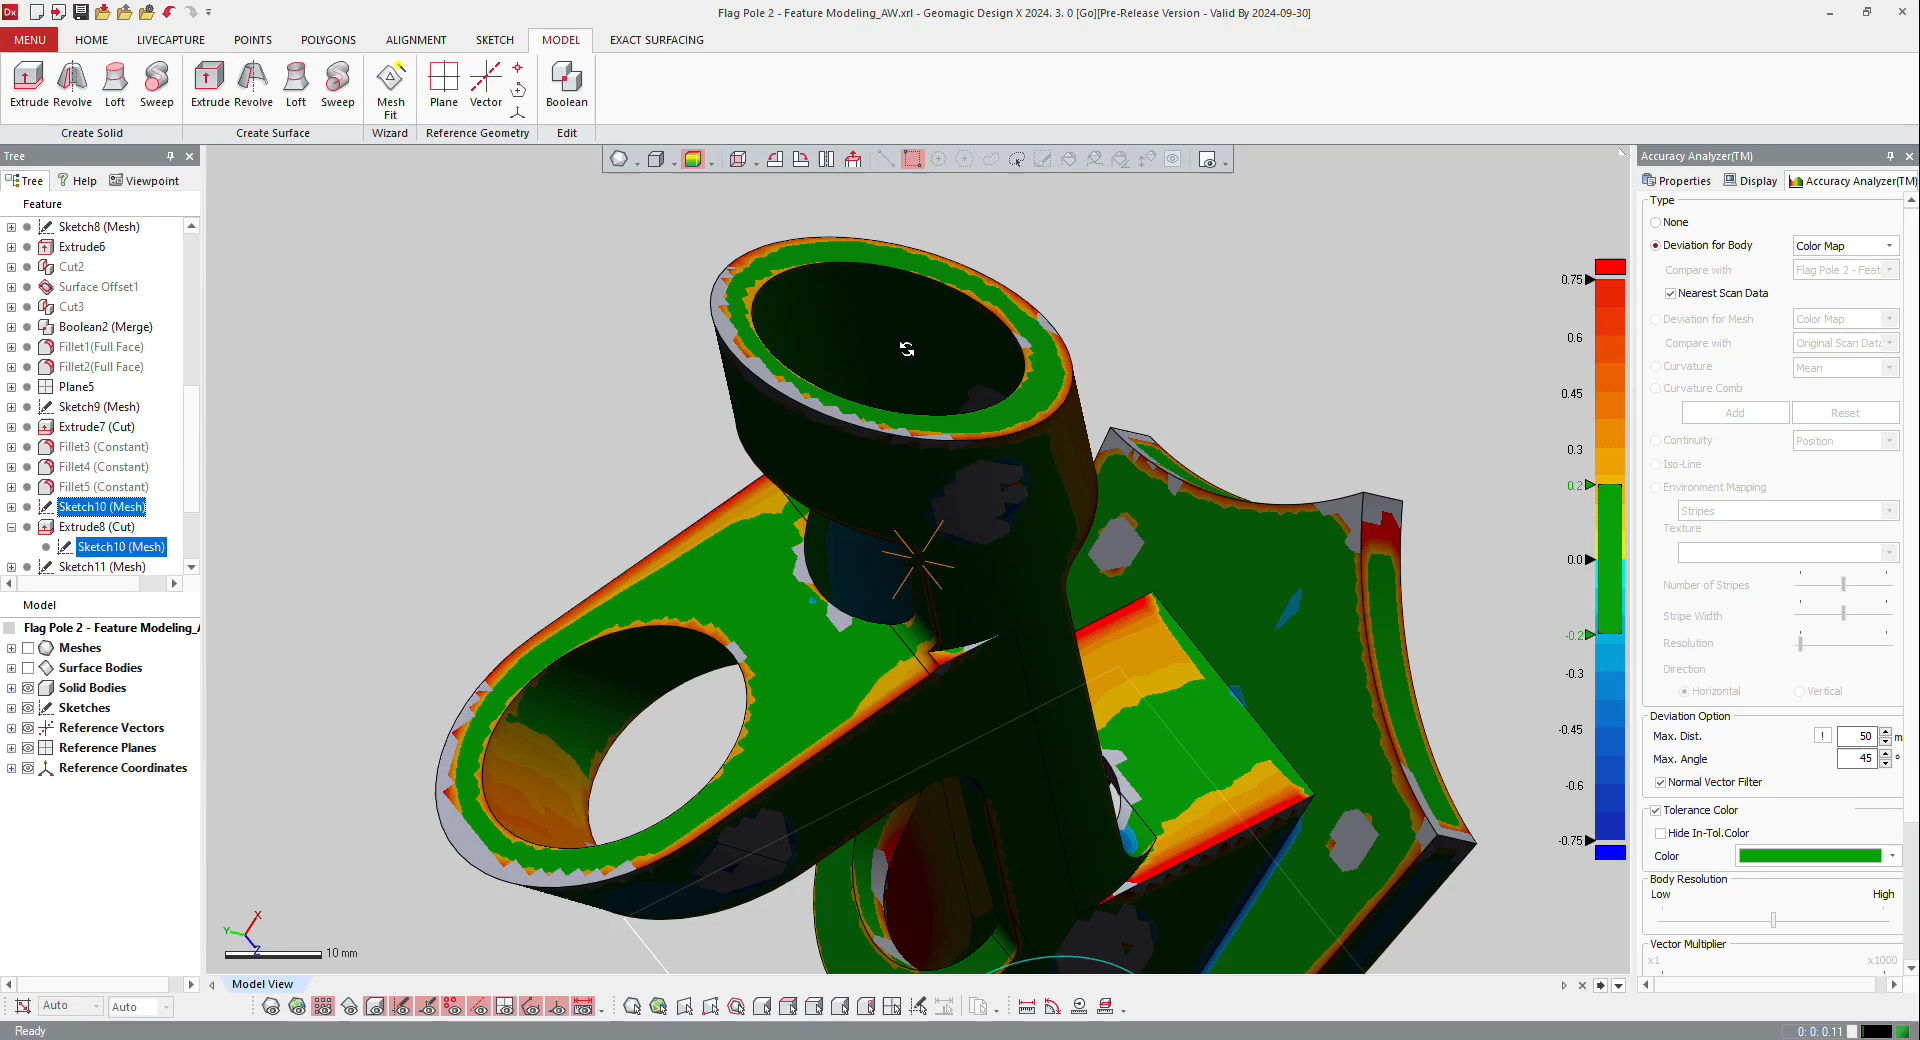 Dx
Flag Pole 2 - Feature Modeling_AW.xrl - Geomagic Design X 2024. 3. 0 [Go][Pre-Release Version - Valid By 2024-09-30]
MENU HOME LIVECAPTURE POINTS POLYGONS ALIGNMENT SKETCH MODEL EXACT SURFACING
Extrude Revolve Loft Sweep Extrude Revolve Loft Sweep Mesh Fit Plane Vector Boolean
Create Solid Create Surface Wizard Reference Geometry Edit
Tree
Tree Help Viewpoint
Feature
Sketch8 (Mesh)
Extrude6
Cut2
Surface Offset1
Cut3
Boolean2 (Merge)
Fillet1(Full Face)
Fillet2(Full Face)
Plane5
Sketch9 (Mesh)
Extrude7 (Cut)
Fillet3 (Constant)
Fillet4 (Constant)
Fillet5 (Constant)
Sketch10 (Mesh)
Extrude8 (Cut)
Sketch10 (Mesh)
Sketch11 (Mesh)
Model
Flag Pole 2 - Feature Modeling_A
Meshes
Surface Bodies
Solid Bodies
Sketches
Reference Vectors
Reference Planes
Reference Coordinates
0.75
0.6
0.45
0.3
0.2
0.0
-0.2
-0.3
-0.45
-0.6
-0.75
X
Y
Z
10 mm
Model View
Accuracy Analyzer(TM)
Properties Display Accuracy Analyzer(TM)
Type
None
Deviation for Body Color Map
Compare with Flag Pole 2 - Feat
Nearest Scan Data
Deviation for Mesh Color Map
Compare with Original Scan Data
Curvature Mean
Curvature Comb
Add Reset
Continuity Position
Iso-Line
Environment Mapping
Stripes
Texture
Number of Stripes
Stripe Width
Resolution
Direction
Horizontal Vertical
Deviation Option
Max. Dist. ! 50 m
Max. Angle 45 °
Normal Vector Filter
Tolerance Color
Hide In-Tol.Color
Color
Body Resolution
Low High
Vector Multiplier
x1 x1000
Auto Auto
Ready
0: 0: 0.11